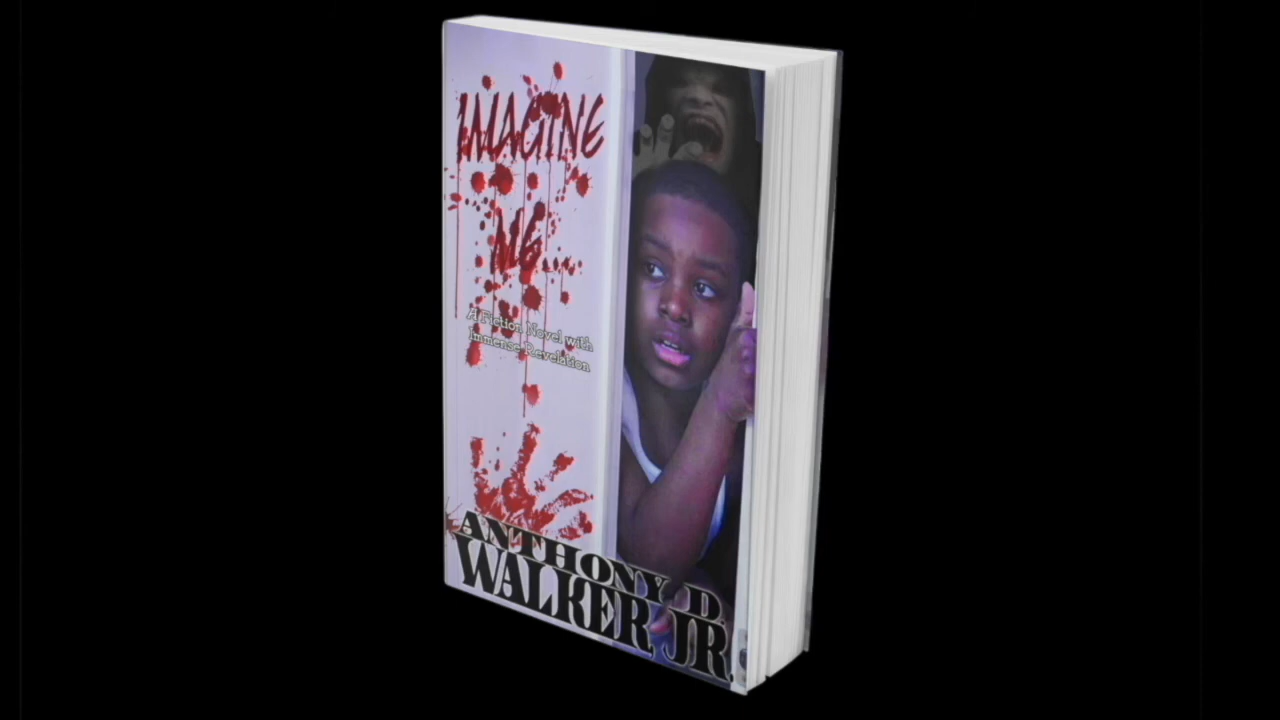 IMAGINE
ME...
A Fiction Novel with
Immense Revelation
ANTHONY D.
WALKER JR.